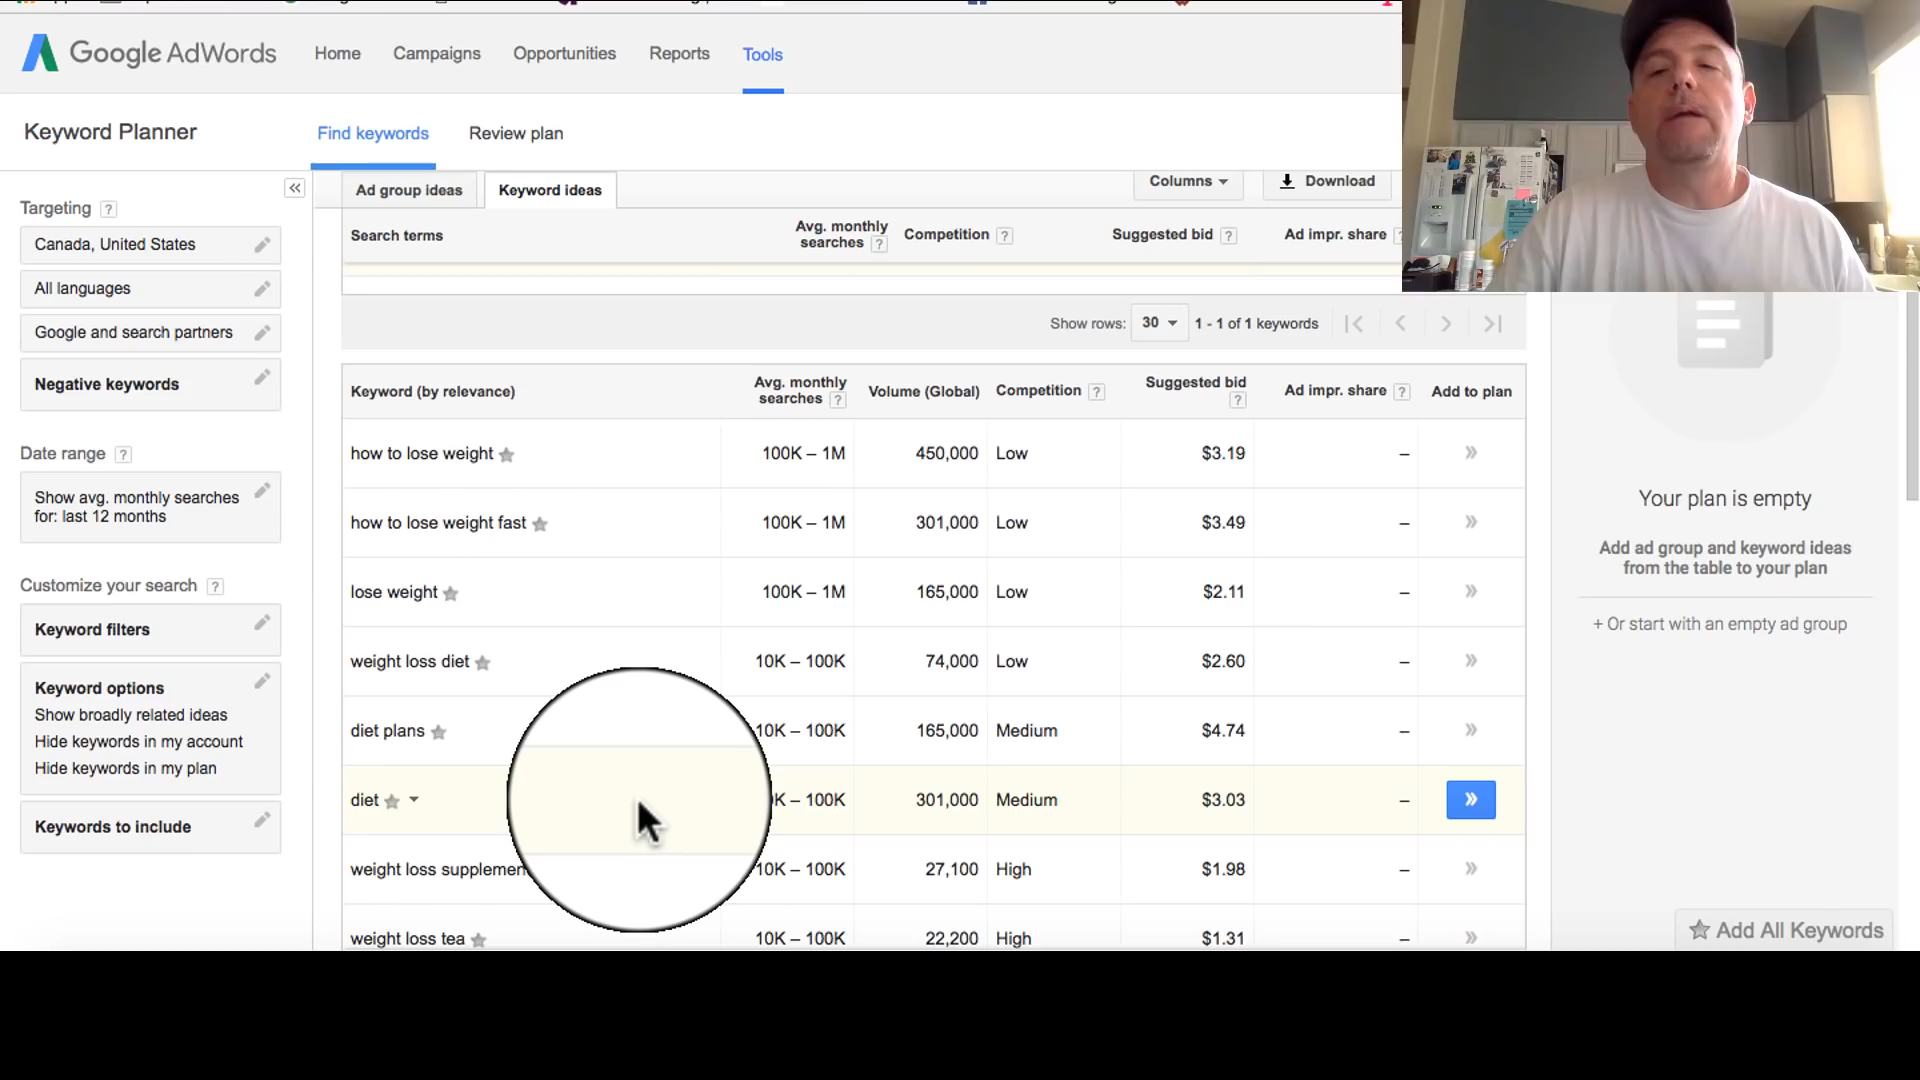 Google AdWords
Home
Campaigns
Opportunities
Reports
Tools
Keyword Planner
Find keywords
Review plan
Ad group ideas
Keyword ideas
Columns
Download
Search terms
Avg. monthly
searches ?
Competition ?
Suggested bid ?
Ad impr. share ?
Targeting ?
Canada, United States
All languages
Google and search partners
Negative keywords
Date range ?
Show avg. monthly searches
for: last 12 months
Customize your search ?
Keyword filters
Keyword options
Show broadly related ideas
Hide keywords in my account
Hide keywords in my plan
Keywords to include
Show rows: 30 1 - 1 of 1 keywords
Keyword (by relevance)
Avg. monthly
searches ?
Volume (Global)
Competition ?
Suggested bid
?
Ad impr. share ?
Add to plan
how to lose weight 100K – 1M 450,000 Low $3.19 – »
how to lose weight fast 100K – 1M 301,000 Low $3.49 – »
lose weight 100K – 1M 165,000 Low $2.11 – »
weight loss diet 10K – 100K 74,000 Low $2.60 – »
diet plans 10K – 100K 165,000 Medium $4.74 – »
diet K – 100K 301,000 Medium $3.03 – »
weight loss supplemen 10K – 100K 27,100 High $1.98 – »
weight loss tea 10K – 100K 22,200 High $1.31 – »
Your plan is empty
Add ad group and keyword ideas
from the table to your plan
+ Or start with an empty ad group
Add All Keywords